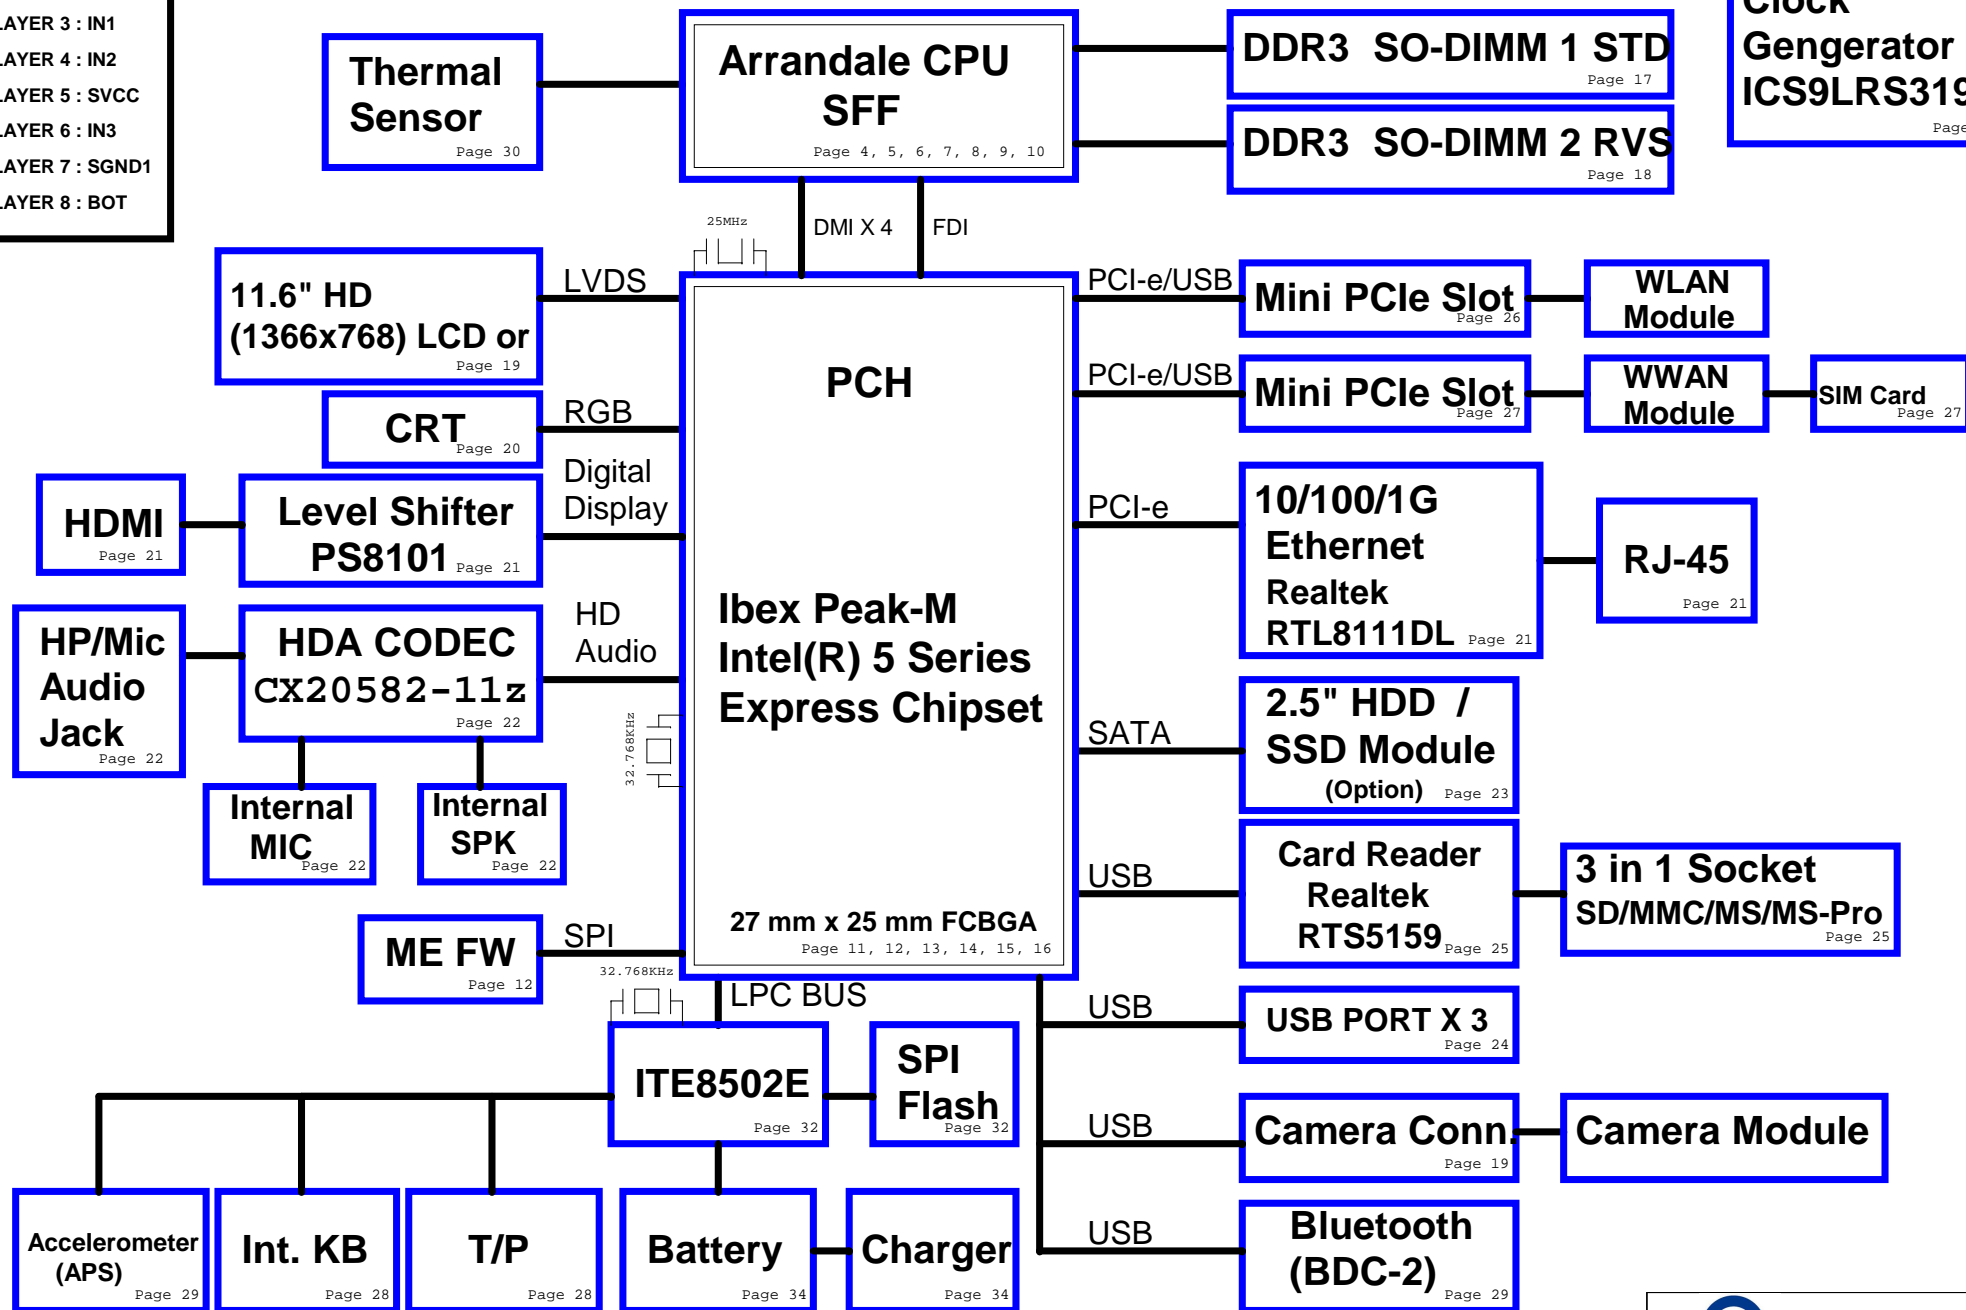 LAYER 3 : IN1
LAYER 4 : IN2
LAYER 5 : SVCC
LAYER 6 : IN3
LAYER 7 : SGND1
LAYER 8 : BOT
Thermal
Sensor
Page 30
Arrandale CPU
SFF
Page 4, 5, 6, 7, 8, 9, 10
DDR3 SO-DIMM 1 STD
Page 17
DDR3 SO-DIMM 2 RVS
Page 18
Clock
Gengerator
ICS9LRS319
Page
25MHz
DMI X 4
FDI
11.6" HD
(1366x768) LCD or
Page 19
LVDS
CRT
Page 20
RGB
HDMI
Page 21
Level Shifter
PS8101
Page 21
Digital
Display
HP/Mic
Audio
Jack
Page 22
HDA CODEC
CX20582-11z
Page 22
HD
Audio
32.768KHz
Internal
MIC
Page 22
Internal
SPK
Page 22
ME FW
Page 12
SPI
PCH
Ibex Peak-M
Intel(R) 5 Series
Express Chipset
27 mm x 25 mm FCBGA
Page 11, 12, 13, 14, 15, 16
PCI-e/USB
Mini PCIe Slot
Page 26
WLAN
Module
PCI-e/USB
Mini PCIe Slot
Page 27
WWAN
Module
SIM Card
Page 27
PCI-e
10/100/1G
Ethernet
Realtek
RTL8111DL
Page 21
RJ-45
Page 21
SATA
2.5" HDD /
SSD Module
(Option)
Page 23
USB
Card Reader
Realtek
RTS5159
Page 25
3 in 1 Socket
SD/MMC/MS/MS-Pro
Page 25
USB
USB PORT X 3
Page 24
USB
Camera Conn.
Page 19
Camera Module
USB
Bluetooth
(BDC-2)
Page 29
32.768KHz
LPC BUS
ITE8502E
Page 32
SPI
Flash
Page 32
Accelerometer
(APS)
Page 29
Int. KB
Page 28
T/P
Page 28
Battery
Page 34
Charger
Page 34